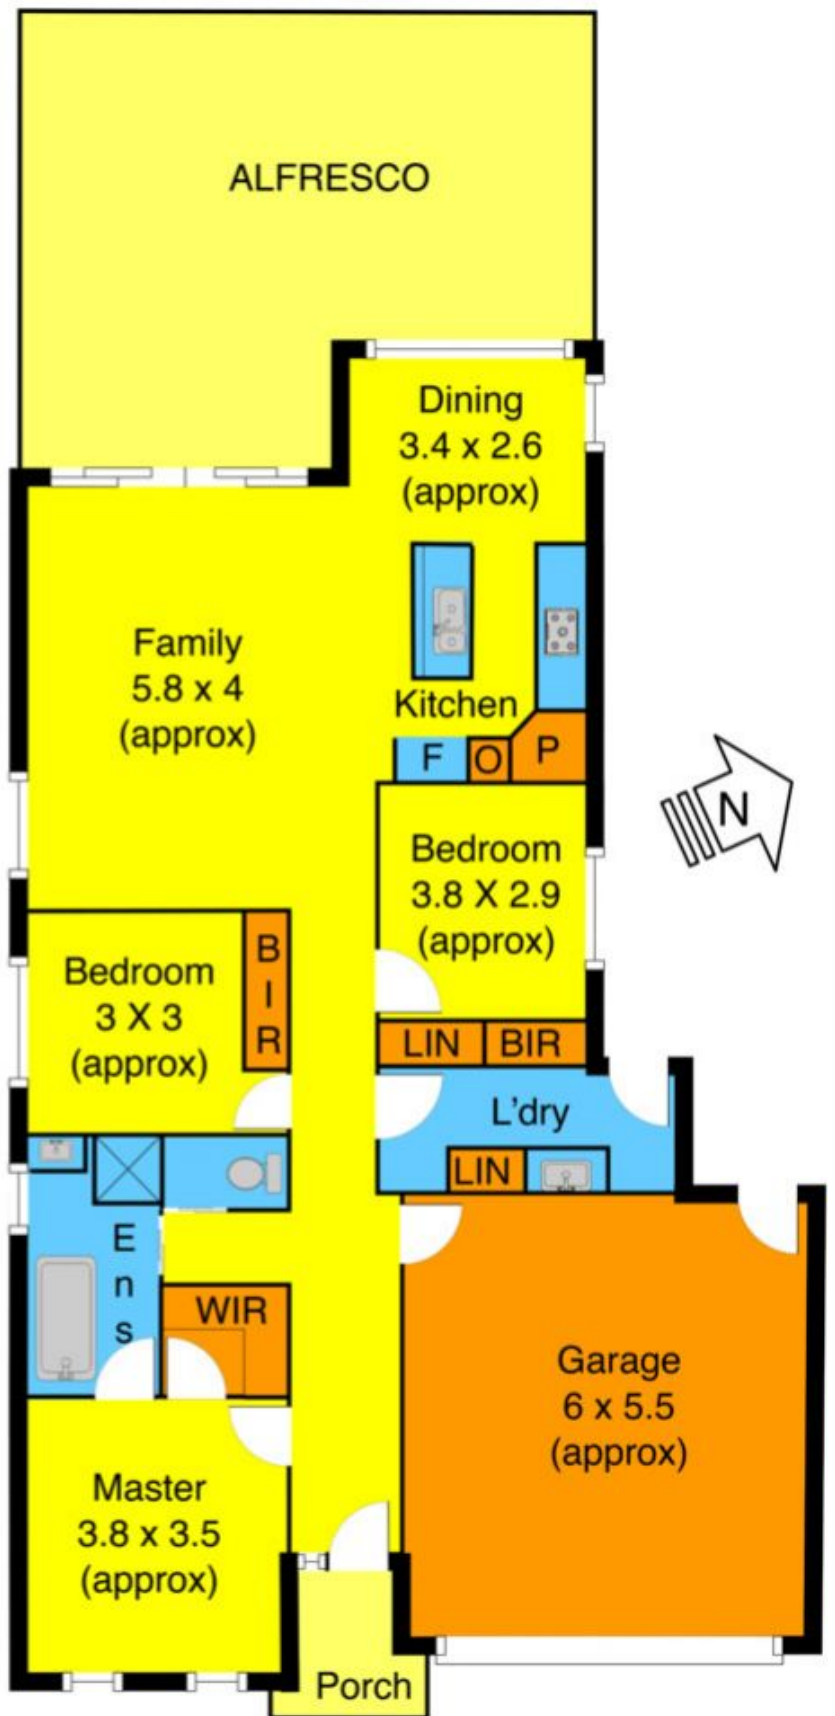 ALFRESCO
Dining
3.4 x 2.6
(approx)
Family
5.8 x 4
(approx)
Kitchen
F
O
P
N
Bedroom
3.8 X 2.9
(approx)
Bedroom
3 X 3
(approx)
B
I
R
LIN
BIR
L'dry
LIN
E
n
s
WIR
Garage
6 x 5.5
(approx)
Master
3.8 x 3.5
(approx)
Porch